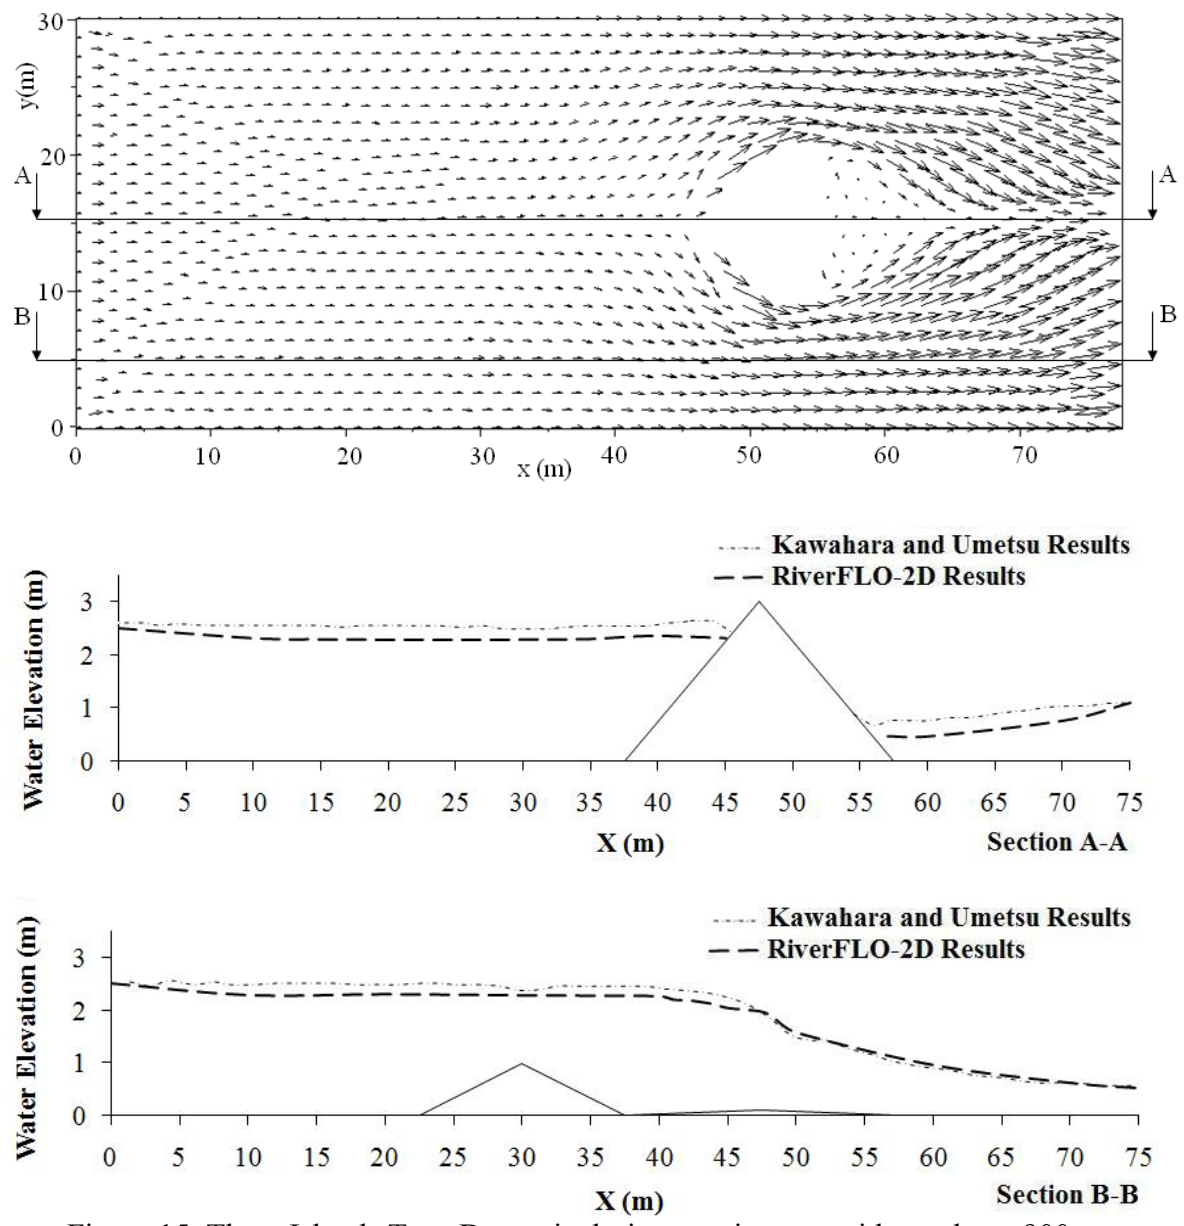 30
y(m)
20
A
A
10
B
B
0
0 10 20 30 40 50 60 70
x (m)
Kawahara and Umetsu Results
RiverFLO-2D Results
Water Elevation (m)
3
2
1
0
0 5 10 15 20 25 30 35 40 45 50 55 60 65 70 75
X (m)
Section A-A
Kawahara and Umetsu Results
RiverFLO-2D Results
Water Elevation (m)
3
2
1
0
0 5 10 15 20 25 30 35 40 45 50 55 60 65 70 75
X (m)
Section B-B